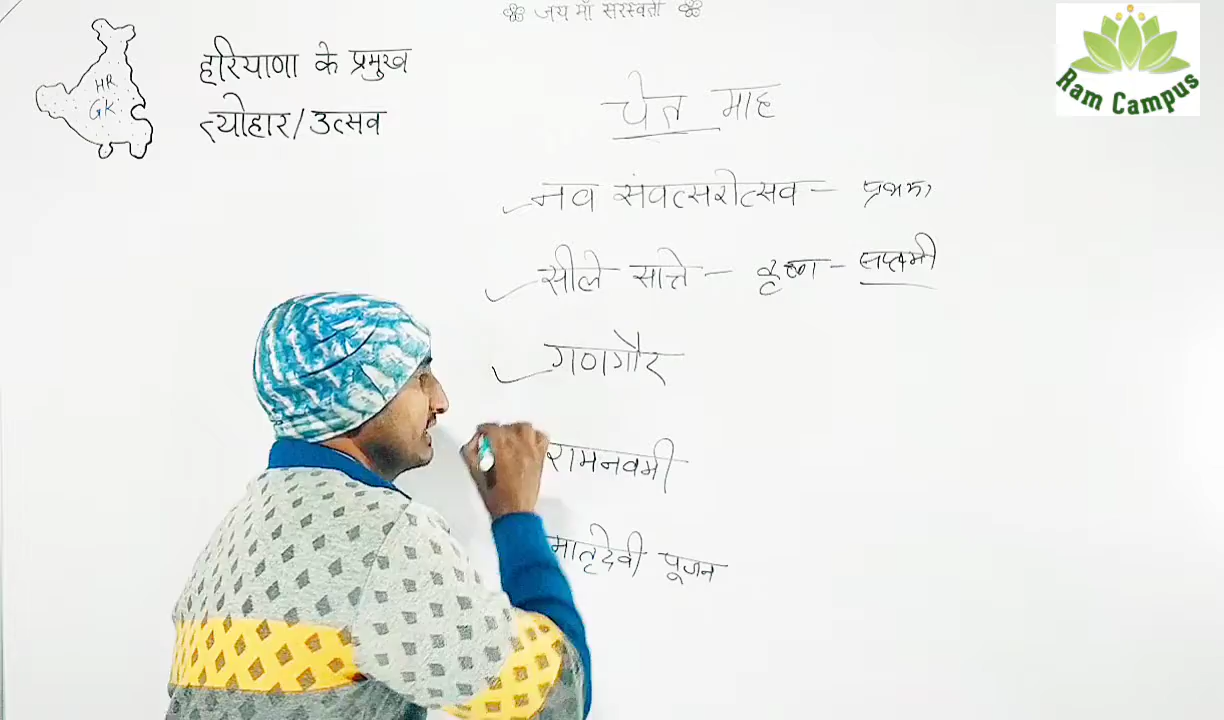 जय माँ सरस्वती
HR
GK
हरियाणा के प्रमुख
त्योहार/उत्सव
Ram Campus
चैत माह
नव संवत्सरोत्सव - प्रथमा
सीले सात्ते - कृष्ण - सप्तमी
गणगौर
रामनवमी
मातृदेवी पूजन